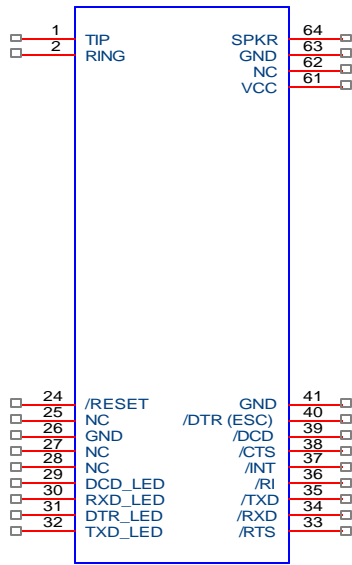 1 TIP SPKR 64
2 RING GND 63
NC 62
VCC 61
24 /RESET GND 41
25 NC /DTR (ESC) 40
26 GND /DCD 39
27 NC /CTS 38
28 NC /INT 37
29 DCD_LED /RI 36
30 RXD_LED /TXD 35
31 DTR_LED /RXD 34
32 TXD_LED /RTS 33